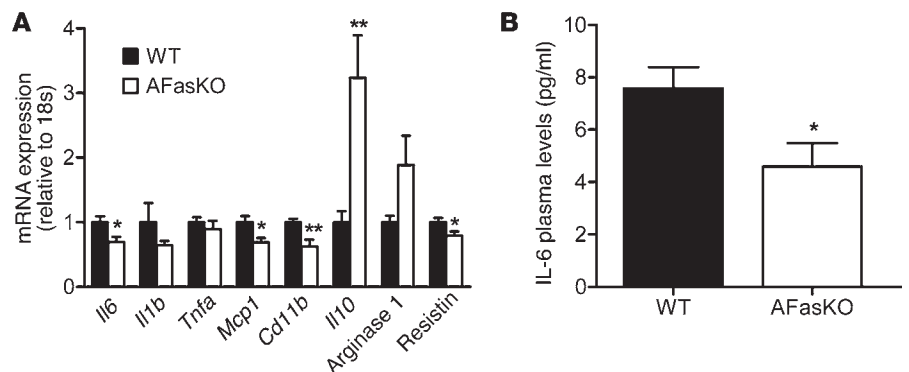 A
mRNA expression
(relative to 18s)
4
3
2
1
0
WT
AFasKO
**
*
*
**
*
Il6
Il1b
Tnfa
Mcp1
Cd11b
Il10
Arginase 1
Resistin
B
IL-6 plasma levels (pg/ml)
10
8
6
4
2
0
*
WT
AFasKO